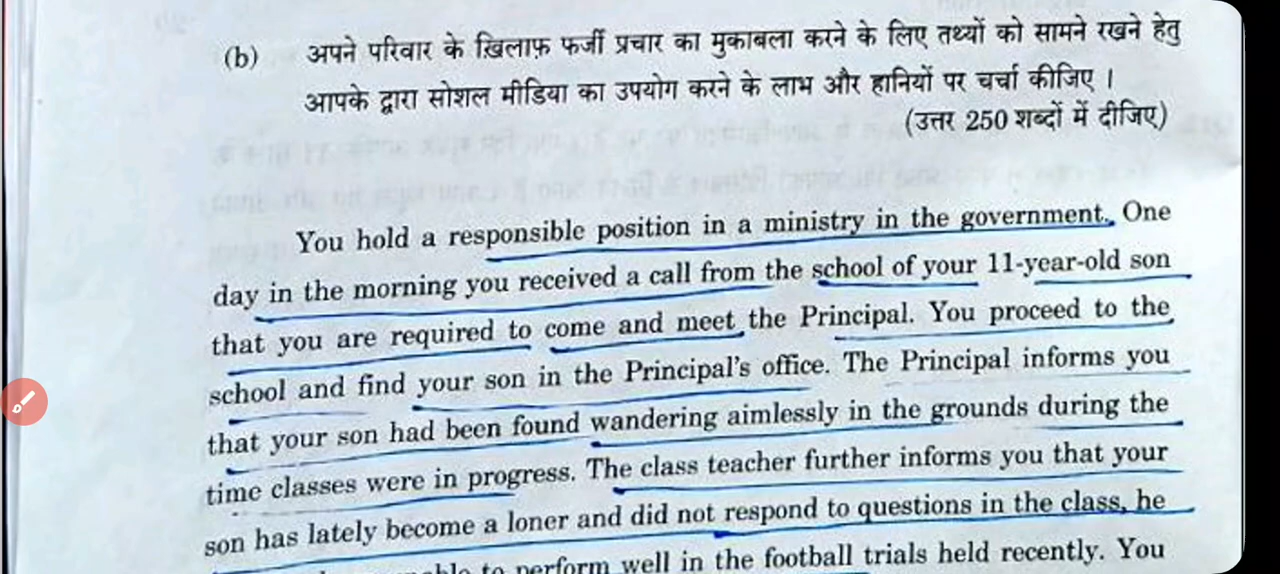 (b) अपने परिवार के ख़िलाफ़ फर्जी प्रचार का मुकाबला करने के लिए तथ्यों को सामने रखने हेतु
आपके द्वारा सोशल मीडिया का उपयोग करने के लाभ और हानियों पर चर्चा कीजिए ।
(उत्तर 250 शब्दों में दीजिए)
You hold a responsible position in a ministry in the government. One
day in the morning you received a call from the school of your 11-year-old son
that you are required to come and meet the Principal. You proceed to the
school and find your son in the Principal's office. The Principal informs you
that your son had been found wandering aimlessly in the grounds during the
time classes were in progress. The class teacher further informs you that your
son has lately become a loner and did not respond to questions in the class, he
to perform well in the football trials held recently. You